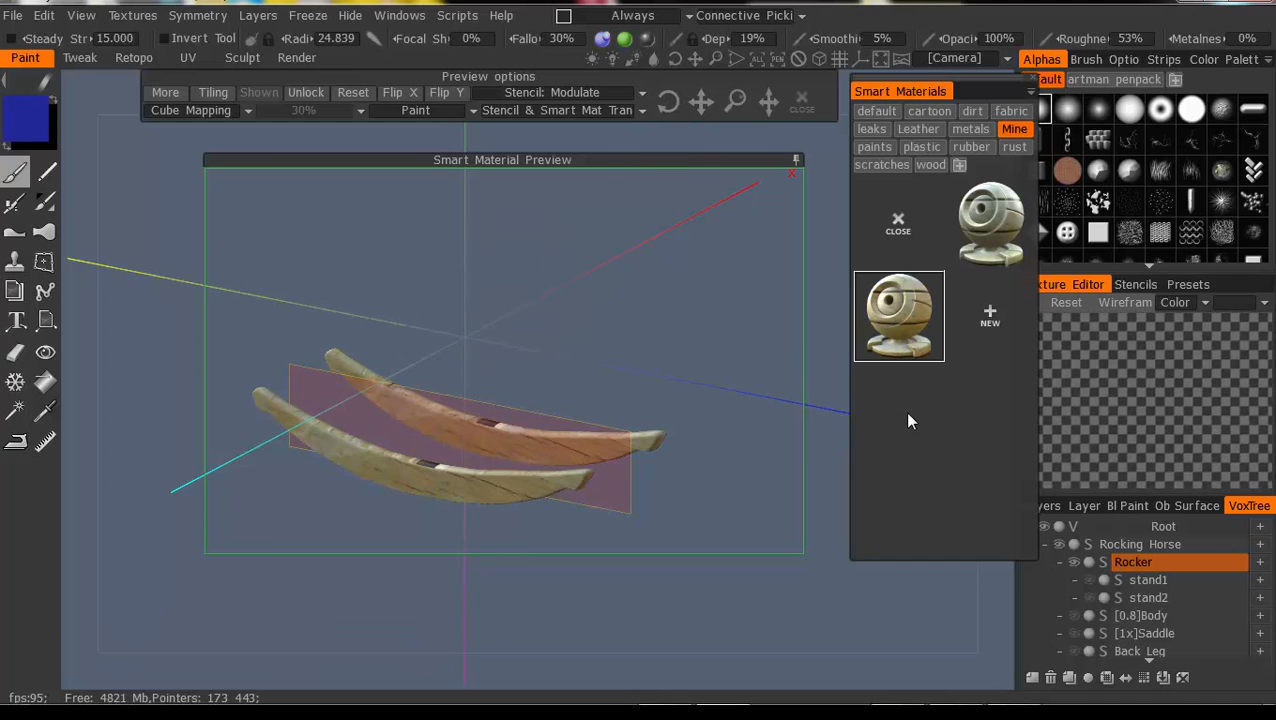 File Edit View Textures Symmetry Layers Freeze Hide Windows Scripts Help Always Connective Picki
Steady Str 15.000 Invert Tool Radi 24.839 Focal Sh 0% Fallo 30% Dep 19% Smoothi 5% Opaci 100% Roughne 53% Metalnes 0%
Paint Tweak Retopo UV Sculpt Render [Camera] Alphas Brush Optio Strips Color Palett
Preview options
More Tiling Shown Unlock Reset Flip X Flip Y Stencil: Modulate
Cube Mapping 30% Paint Stencil & Smart Mat Tran CLOSE
Smart Material Preview
X
Smart Materials
default cartoon dirt fabric
leaks Leather metals Mine
paints plastic rubber rust
scratches wood
CLOSE
NEW
artman penpack
xture Editor Stencils Presets
Reset Wirefram Color
yers Layer Bl Paint Ob Surface VoxTree
V Root +
− S Rocking Horse +
− S Rocker +
− S stand1 +
− S stand2 +
− S [0.8]Body +
− S [1x]Saddle +
− S Back Leg +
fps:95; Free: 4821 Mb,Pointers: 173 443;